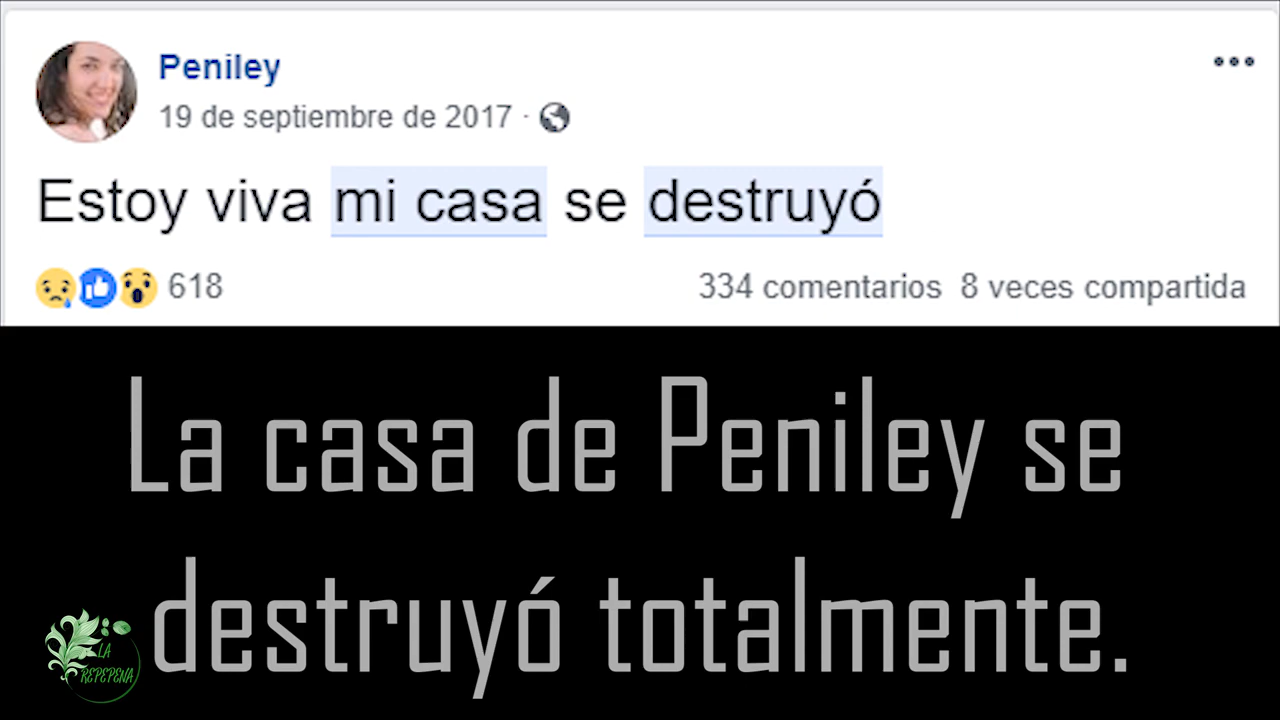 Peniley
19 de septiembre de 2017 ·
Estoy viva mi casa se destruyó
618
334 comentarios 8 veces compartida
La casa de Peniley se
destruyó totalmente.
LA
REPEPENA